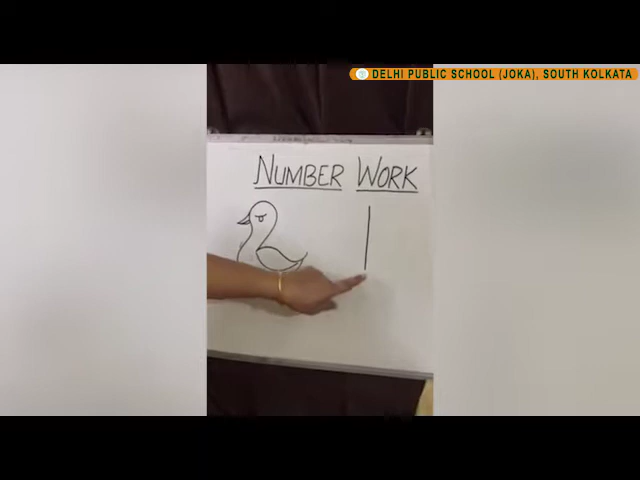 DELHI PUBLIC SCHOOL (JOKA), SOUTH KOLKATA
NUMBER WORK
1